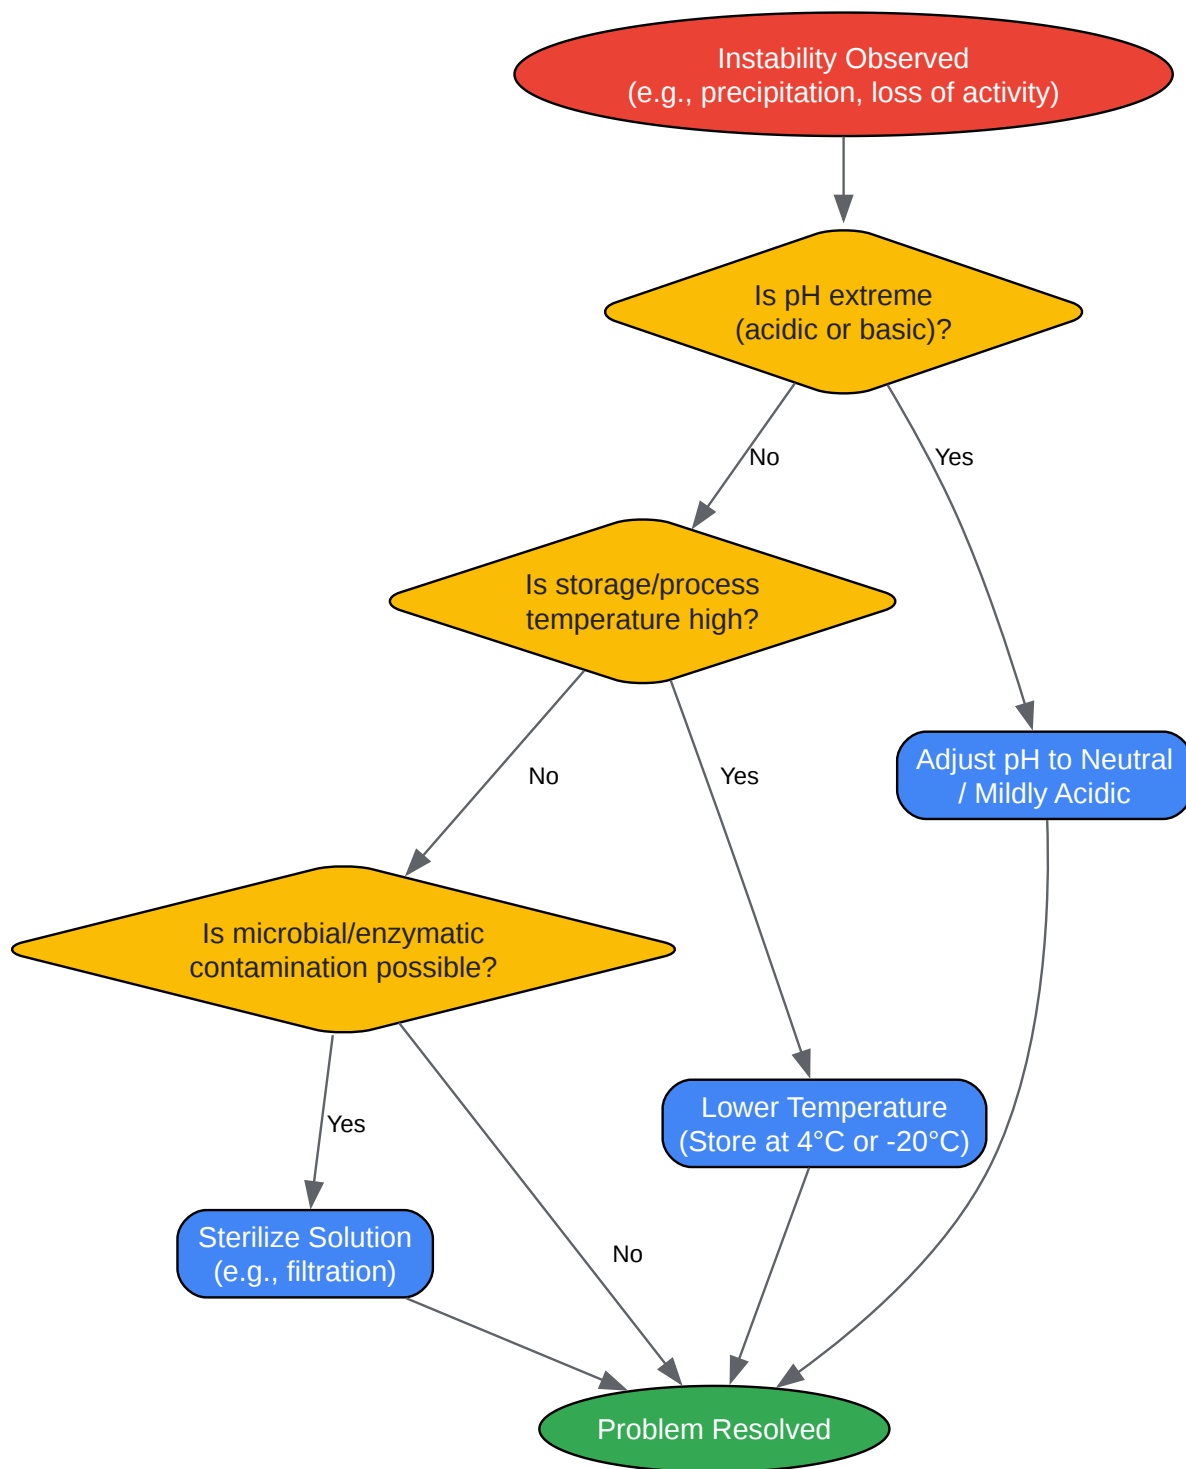 Instability Observed
(e.g., precipitation, loss of activity)
Is pH extreme
(acidic or basic)?
No
Yes
Is storage/process
temperature high?
No
Yes
Adjust pH to Neutral
/ Mildly Acidic
Is microbial/enzymatic
contamination possible?
Yes
Lower Temperature
(Store at 4°C or -20°C)
Sterilize Solution
(e.g., filtration)
No
Problem Resolved